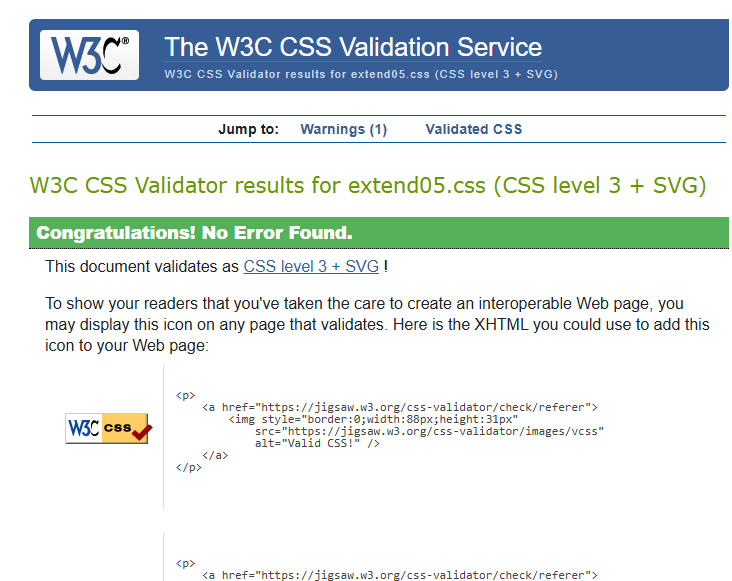 W3C®
The W3C CSS Validation Service
W3C CSS Validator results for extend05.css (CSS level 3 + SVG)
Jump to: Warnings (1) Validated CSS
W3C CSS Validator results for extend05.css (CSS level 3 + SVG)
Congratulations! No Error Found.
This document validates as CSS level 3 + SVG !
To show your readers that you've taken the care to create an interoperable Web page, you
may display this icon on any page that validates. Here is the XHTML you could use to add this
icon to your Web page:
W3C css
<p>
    <a href="https://jigsaw.w3.org/css-validator/check/referer">
        <img style="border:0;width:88px;height:31px"
            src="https://jigsaw.w3.org/css-validator/images/vcss"
            alt="Valid CSS!" />
    </a>
</p>
<p>
    <a href="https://jigsaw.w3.org/css-validator/check/referer">